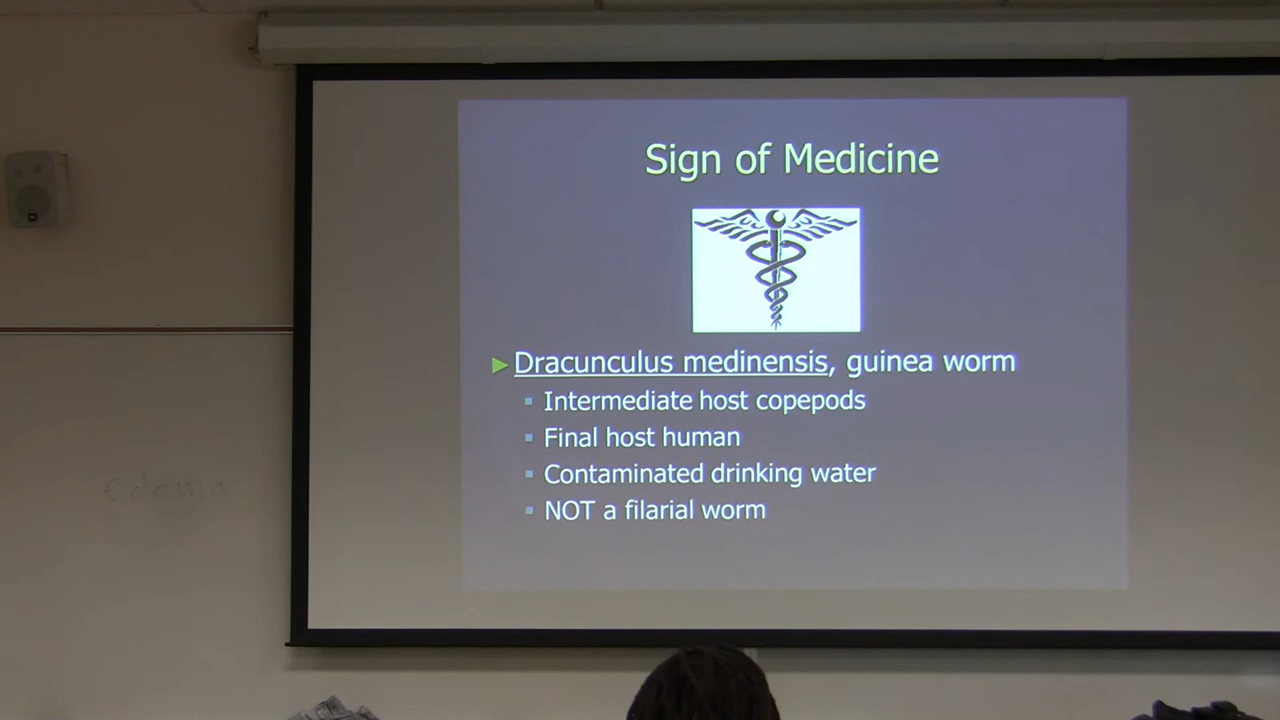 Sign of Medicine
Dracunculus medinensis, guinea worm
Intermediate host copepods
Final host human
Contaminated drinking water
NOT a filarial worm
edema